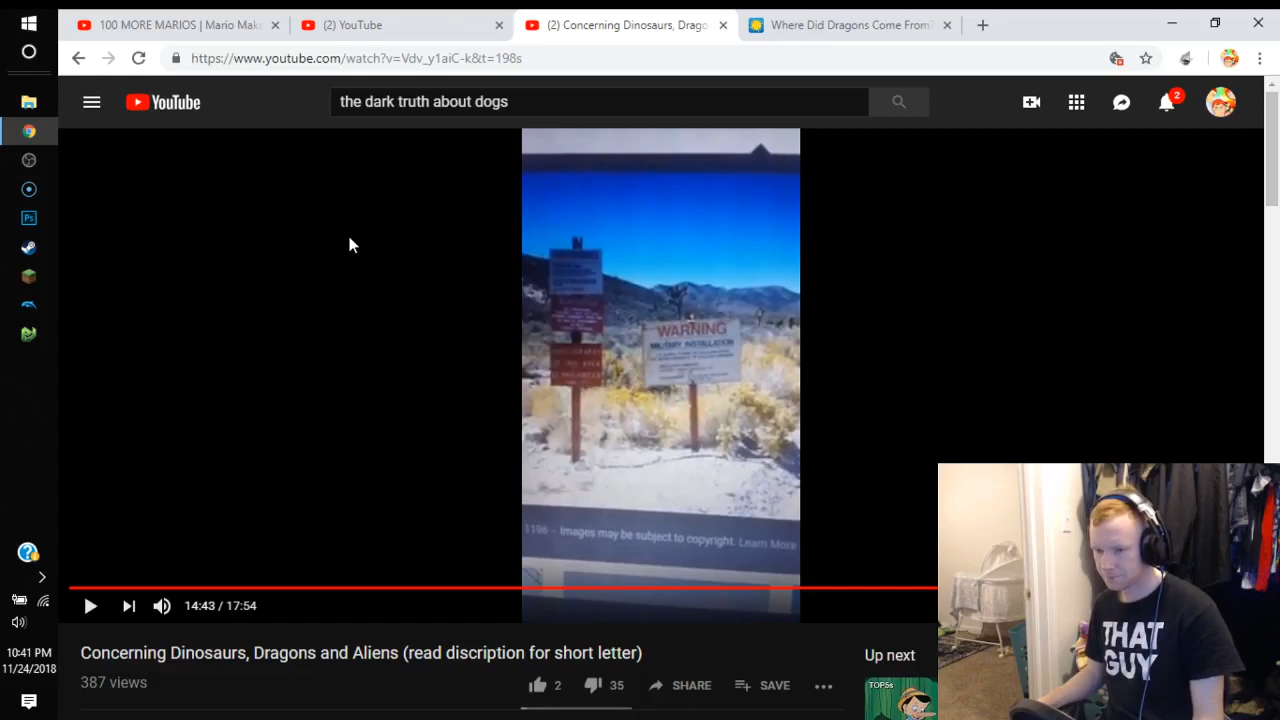 100 MORE MARIOS | Mario Make
(2) YouTube
(2) Concerning Dinosaurs, Drago
Where Did Dragons Come From?
https://www.youtube.com/watch?v=Vdv_y1aiC-k&t=198s
YouTube
the dark truth about dogs
2
WARNING
MILITARY INSTALLATION
1196 - Images may be subject to copyright. Learn More
14:43 / 17:54
Concerning Dinosaurs, Dragons and Aliens (read discription for short letter)
387 views
2
35
SHARE
SAVE
Up next
TOP5s
THAT
GUY
Ps
10:41 PM
11/24/2018